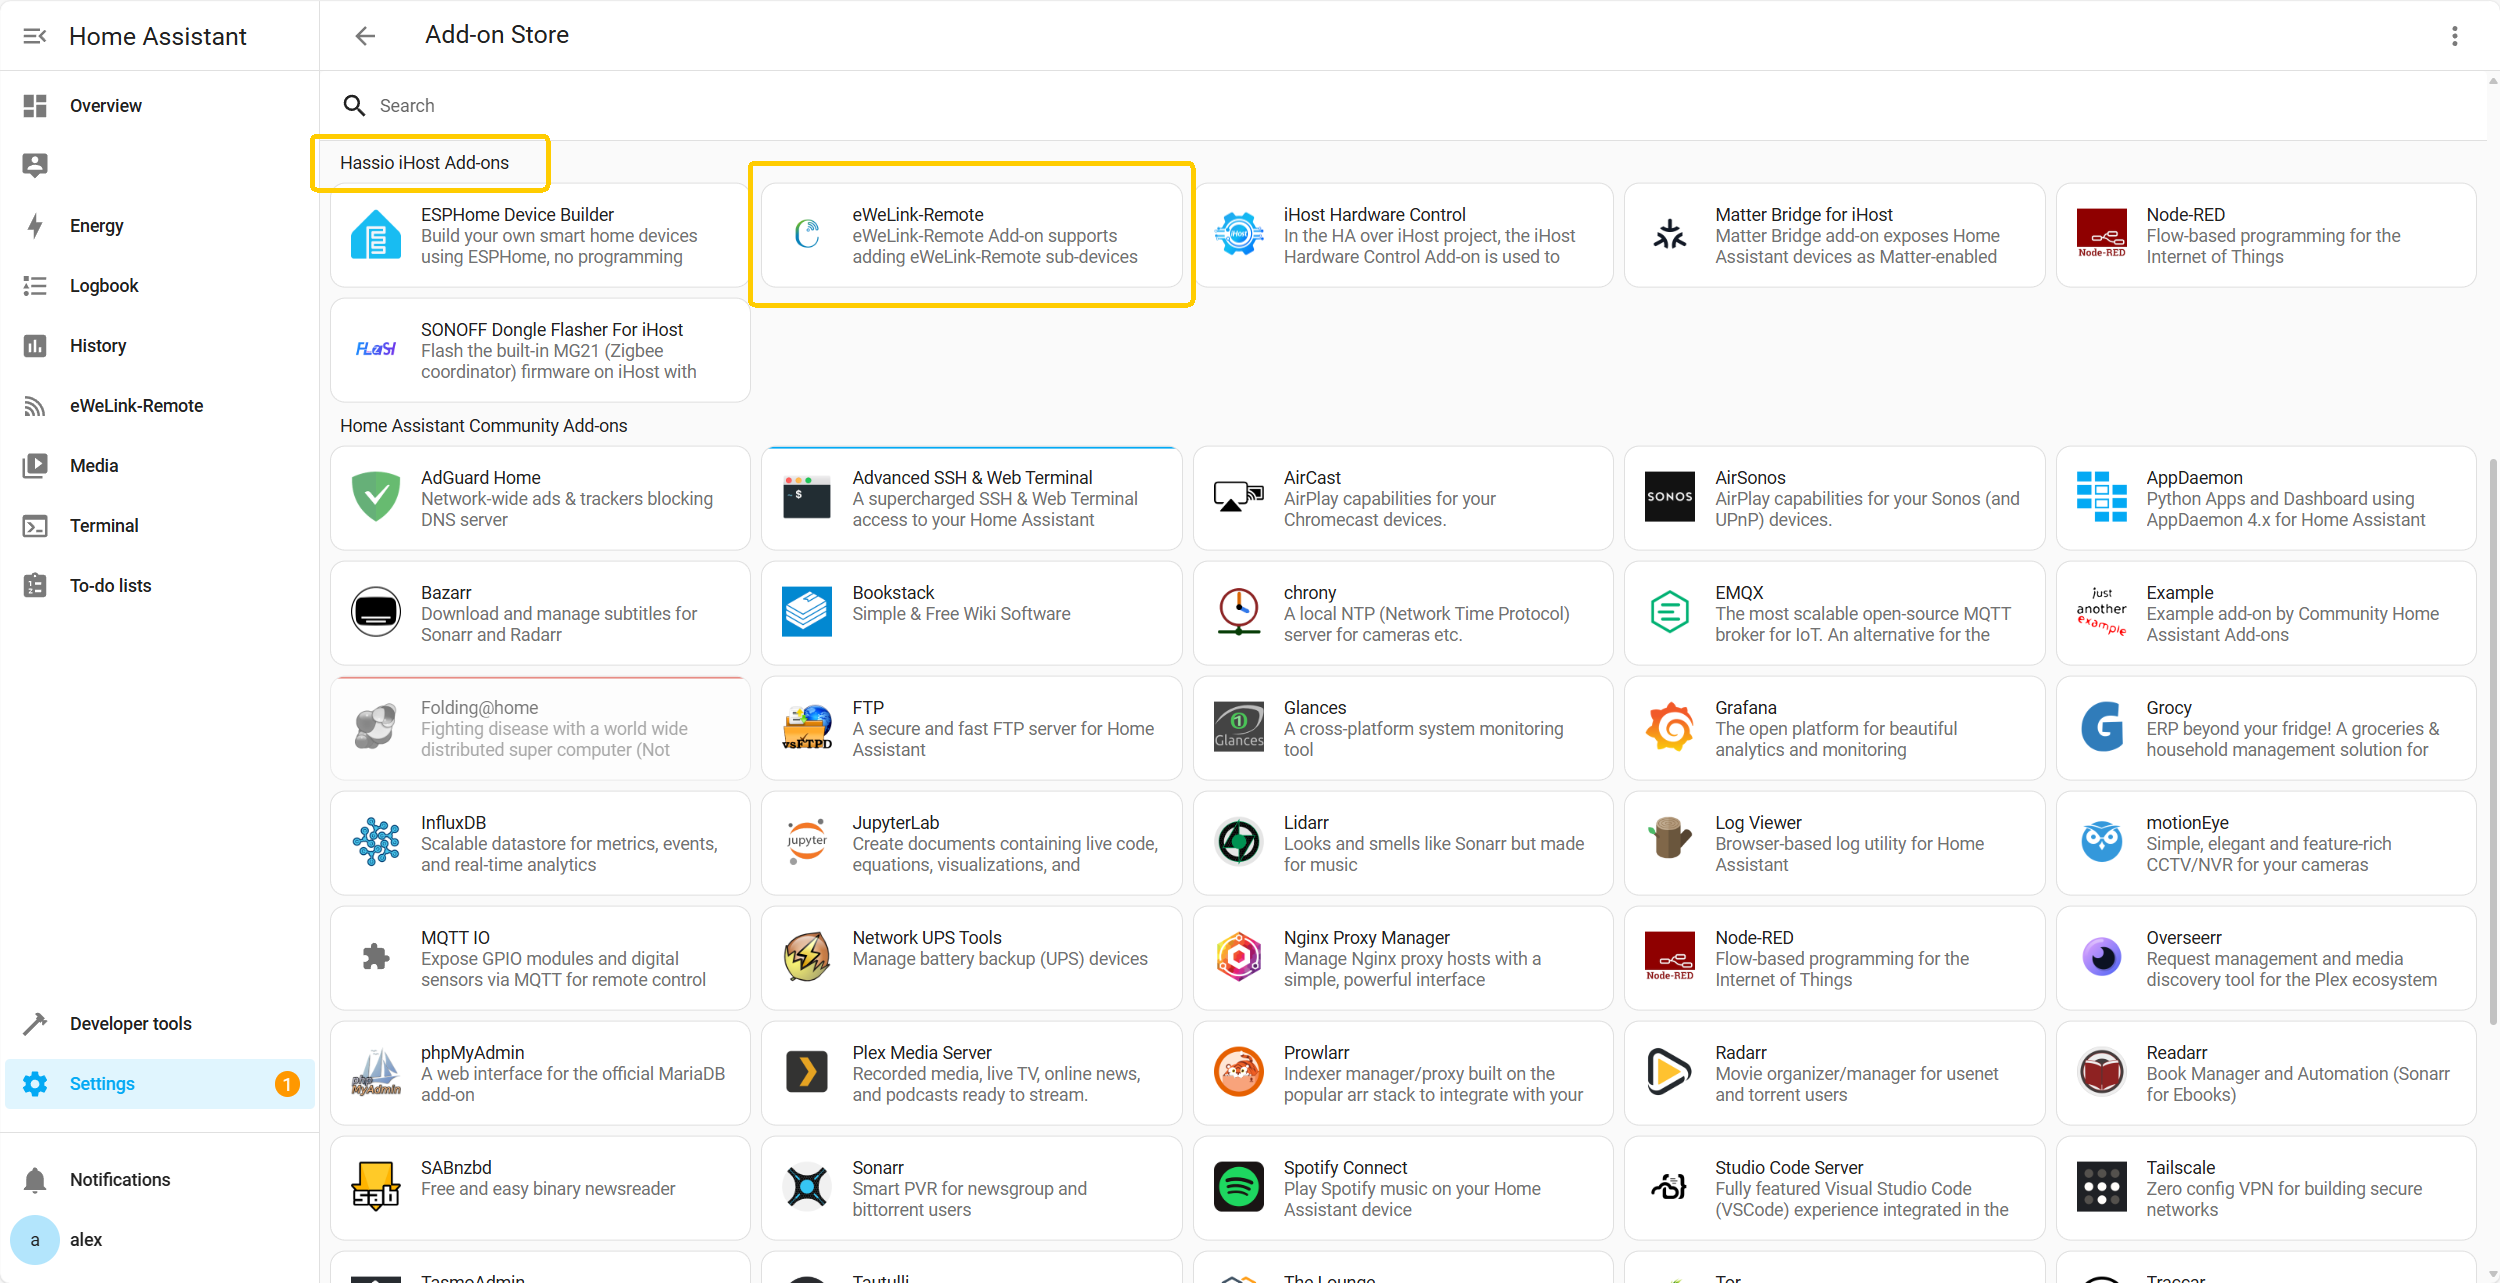 Home Assistant
Add-on Store
Overview
Energy
Logbook
History
eWeLink-Remote
Media
Terminal
To-do lists
Developer tools
Settings
1
Notifications
a
alex
Search
Hassio iHost Add-ons
ESPHome Device Builder
Build your own smart home devices
using ESPHome, no programming
eWeLink-Remote
eWeLink-Remote Add-on supports
adding eWeLink-Remote sub-devices
iHost
iHost Hardware Control
In the HA over iHost project, the iHost
Hardware Control Add-on is used to
Matter Bridge for iHost
Matter Bridge add-on exposes Home
Assistant devices as Matter-enabled
Node-RED
Node-RED
Flow-based programming for the
Internet of Things
SONOFF Dongle Flasher For iHost
Flash the built-in MG21 (Zigbee
coordinator) firmware on iHost with
Home Assistant Community Add-ons
AdGuard Home
Network-wide ads & trackers blocking
DNS server
~ $
Advanced SSH & Web Terminal
A supercharged SSH & Web Terminal
access to your Home Assistant
AirCast
AirPlay capabilities for your
Chromecast devices.
SONOS
AirSonos
AirPlay capabilities for your Sonos (and
UPnP) devices.
AppDaemon
Python Apps and Dashboard using
AppDaemon 4.x for Home Assistant
Bazarr
Download and manage subtitles for
Sonarr and Radarr
Bookstack
Simple & Free Wiki Software
chrony
A local NTP (Network Time Protocol)
server for cameras etc.
EMQX
The most scalable open-source MQTT
broker for IoT. An alternative for the
just
another
example
Example
Example add-on by Community Home
Assistant Add-ons
Folding@home
Fighting disease with a world wide
distributed super computer (Not
vsFTPD
FTP
A secure and fast FTP server for Home
Assistant
1
Glances
Glances
A cross-platform system monitoring
tool
Grafana
The open platform for beautiful
analytics and monitoring
Grocy
ERP beyond your fridge! A groceries &
household management solution for
InfluxDB
Scalable datastore for metrics, events,
and real-time analytics
jupyter
JupyterLab
Create documents containing live code,
equations, visualizations, and
Lidarr
Looks and smells like Sonarr but made
for music
Log Viewer
Browser-based log utility for Home
Assistant
motionEye
Simple, elegant and feature-rich
CCTV/NVR for your cameras
MQTT IO
Expose GPIO modules and digital
sensors via MQTT for remote control
Network UPS Tools
Manage battery backup (UPS) devices
Nginx Proxy Manager
Manage Nginx proxy hosts with a
simple, powerful interface
Node-RED
Node-RED
Flow-based programming for the
Internet of Things
Overseerr
Request management and media
discovery tool for the Plex ecosystem
php
MyAdmin
phpMyAdmin
A web interface for the official MariaDB
add-on
Plex Media Server
Recorded media, live TV, online news,
and podcasts ready to stream.
Prowlarr
Indexer manager/proxy built on the
popular arr stack to integrate with your
Radarr
Movie organizer/manager for usenet
and torrent users
Readarr
Book Manager and Automation (Sonarr
for Ebooks)
sab
SABnzbd
Free and easy binary newsreader
Sonarr
Smart PVR for newsgroup and
bittorrent users
Spotify Connect
Play Spotify music on your Home
Assistant device
Studio Code Server
Fully featured Visual Studio Code
(VSCode) experience integrated in the
Tailscale
Zero config VPN for building secure
networks
TasmoAdmin
Tautulli
The Lounge
Tor
Traccar